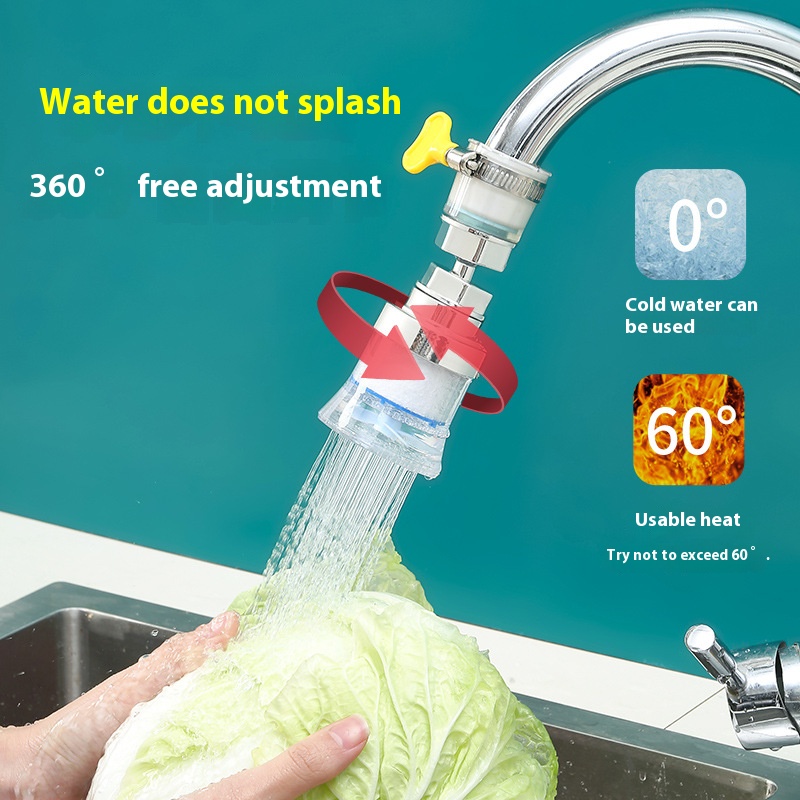 Water does not splash
360° free adjustment
0°
Cold water can
be used
60°
Usable heat
Try not to exceed 60°.